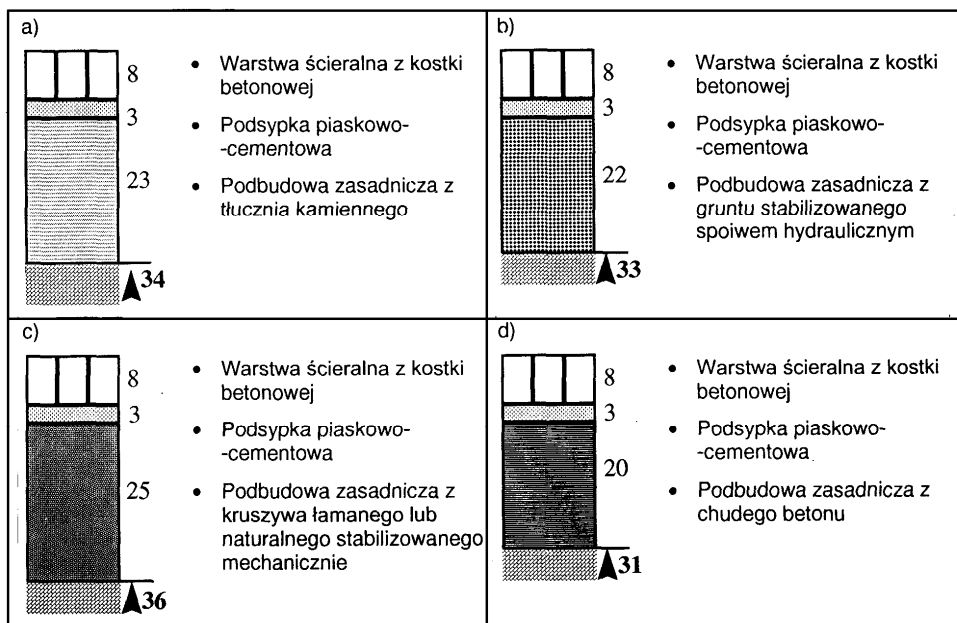 a)
8
3
23
34
• Warstwa ścieralna z kostki
betonowej
• Podsypka piaskowo-
-cementowa
• Podbudowa zasadnicza z
tłucznia kamiennego
b)
8
3
22
33
• Warstwa ścieralna z kostki
betonowej
• Podsypka piaskowo-
-cementowa
• Podbudowa zasadnicza z
gruntu stabilizowanego
spoiwem hydraulicznym
c)
8
3
25
36
• Warstwa ścieralna z kostki
betonowej
• Podsypka piaskowo-
-cementowa
• Podbudowa zasadnicza z
kruszywa łamanego lub
naturalnego stabilizowanego
mechanicznie
d)
8
3
20
31
• Warstwa ścieralna z kostki
betonowej
• Podsypka piaskowo-
-cementowa
• Podbudowa zasadnicza z
chudego betonu